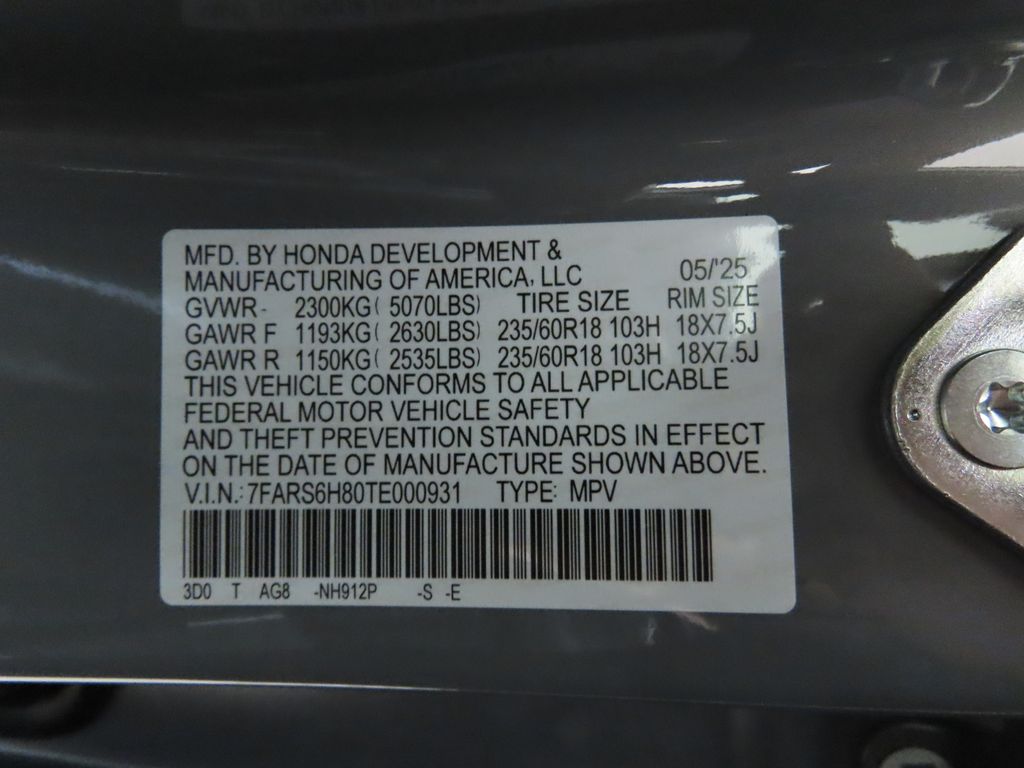 MFD. BY HONDA DEVELOPMENT &
MANUFACTURING OF AMERICA, LLC 05/'25
GVWR- 2300KG( 5070LBS) TIRE SIZE RIM SIZE
GAWR F 1193KG( 2630LBS) 235/60R18 103H 18X7.5J
GAWR R 1150KG( 2535LBS) 235/60R18 103H 18X7.5J
THIS VEHICLE CONFORMS TO ALL APPLICABLE
FEDERAL MOTOR VEHICLE SAFETY
AND THEFT PREVENTION STANDARDS IN EFFECT
ON THE DATE OF MANUFACTURE SHOWN ABOVE.
V.I.N.: 7FARS6H80TE000931 TYPE: MPV
3D0 T AG8 -NH912P -S -E